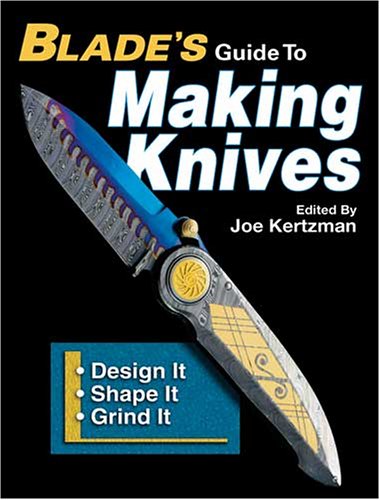 BLADE'S Guide To
Making
Knives
Edited By
Joe Kertzman
• Design It
• Shape It
• Grind It